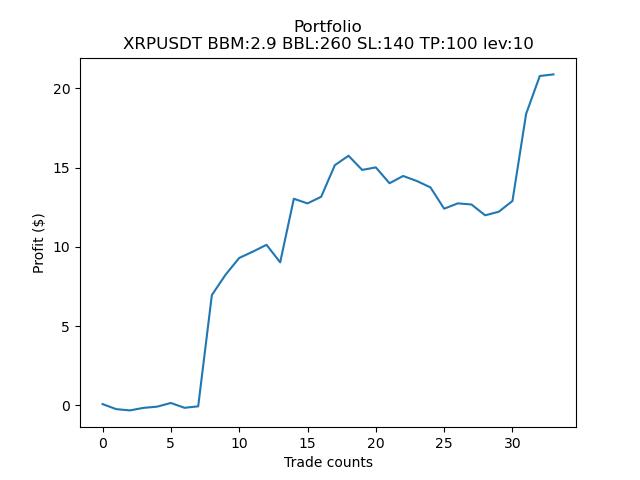 Portfolio
XRPUSDT BBM:2.9 BBL:260 SL:140 TP:100 lev:10
Profit ($)
20
15
10
5
0
0 5 10 15 20 25 30
Trade counts